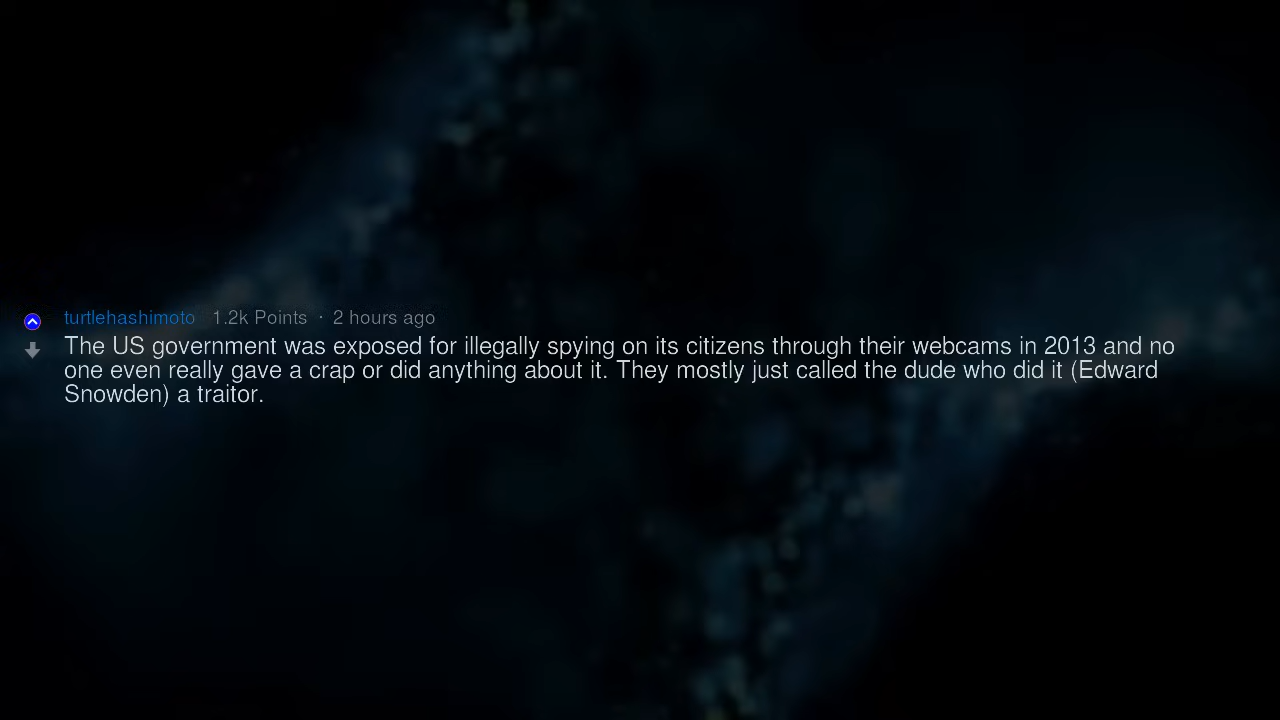 turtlehashimoto 1.2k Points · 2 hours ago
The US government was exposed for illegally spying on its citizens through their webcams in 2013 and no
one even really gave a crap or did anything about it. They mostly just called the dude who did it (Edward
Snowden) a traitor.